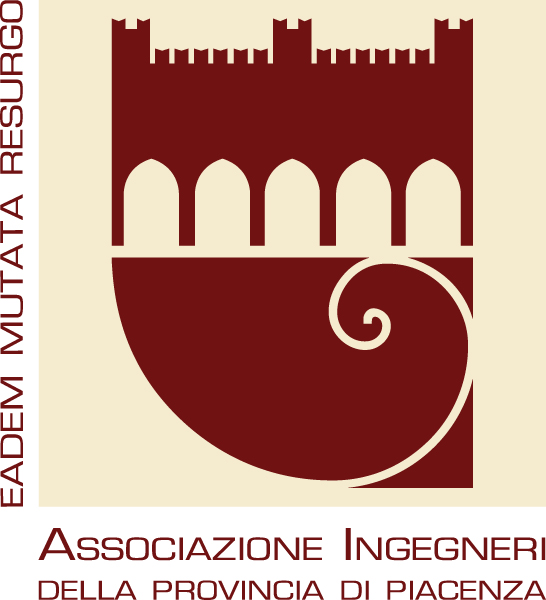 EADEM MUTATA RESURGO
ASSOCIAZIONE INGEGNERI
DELLA PROVINCIA DI PIACENZA